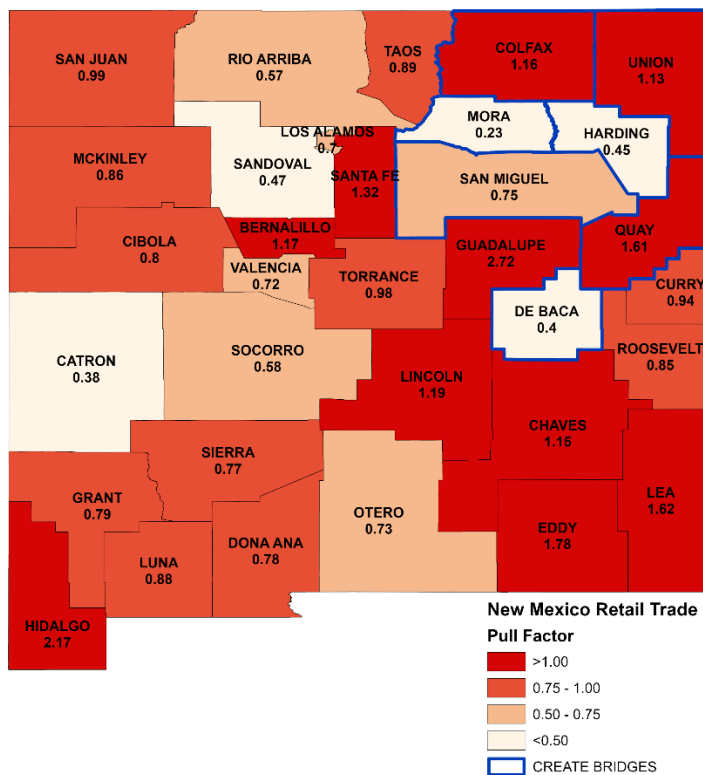 COLFAX
1.16
TAOS
0.89
SAN JUAN
0.99
RIO ARRIBA
0.57
UNION
1.13
MORA
0.23
HARDING
0.45
LOS ALAMOS
0.7
MCKINLEY
0.86
SANDOVAL
0.47
SANTA FE
1.32
SAN MIGUEL
0.75
BERNALILLO
1.17
QUAY
1.61
CIBOLA
0.8
GUADALUPE
2.72
VALENCIA
0.72
TORRANCE
0.98
CURRY
0.94
DE BACA
0.4
CATRON
0.38
SOCORRO
0.58
ROOSEVELT
0.85
LINCOLN
1.19
CHAVES
1.15
SIERRA
0.77
GRANT
0.79
OTERO
0.73
LEA
1.62
EDDY
1.78
DONA ANA
0.78
LUNA
0.88
HIDALGO
2.17
New Mexico Retail Trade
Pull Factor
>1.00
0.75 - 1.00
0.50 - 0.75
<0.50
CREATE BRIDGES